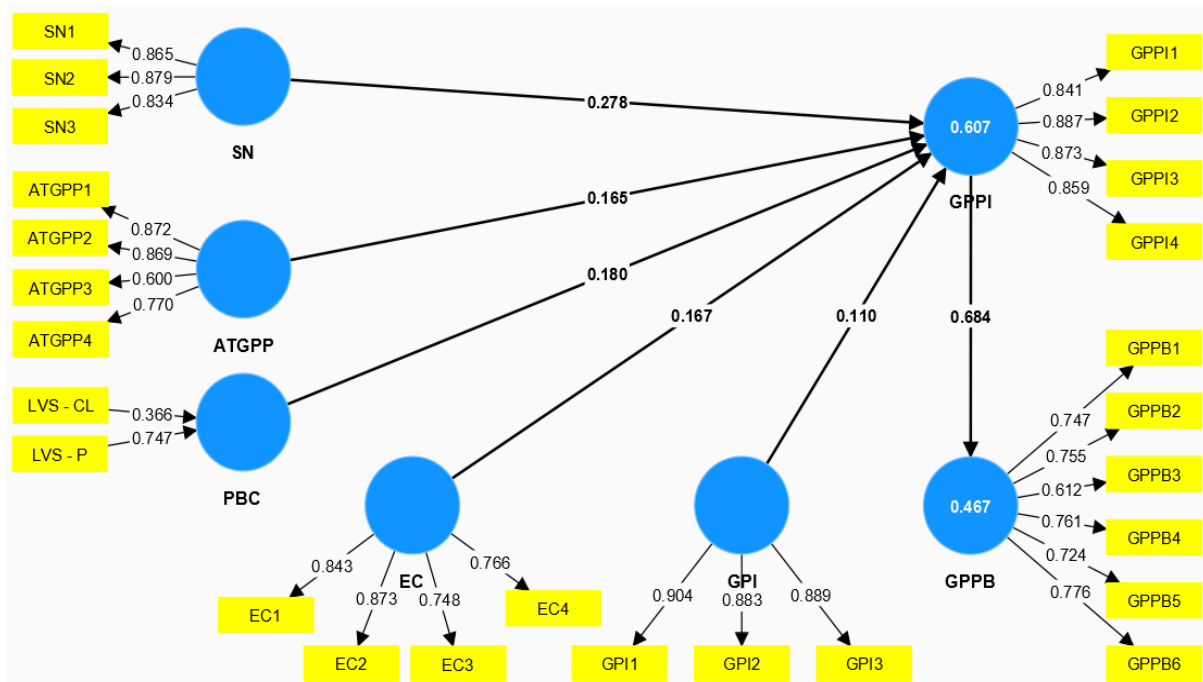 SN1
SN2
SN3
0.865
0.879
0.834
SN
ATGPP1
ATGPP2
ATGPP3
ATGPP4
0.872
0.869
0.600
0.770
ATGPP
LVS - CL
LVS - P
0.366
0.747
PBC
0.278
0.165
0.180
0.167
0.110
0.607
GPPI
0.841
0.887
0.873
0.859
GPPI1
GPPI2
GPPI3
GPPI4
0.684
EC
0.843
0.873
0.748
0.766
EC1
EC2
EC3
EC4
GPI
0.904
0.883
0.889
GPI1
GPI2
GPI3
0.467
GPPB
0.747
0.755
0.612
0.761
0.724
0.776
GPPB1
GPPB2
GPPB3
GPPB4
GPPB5
GPPB6